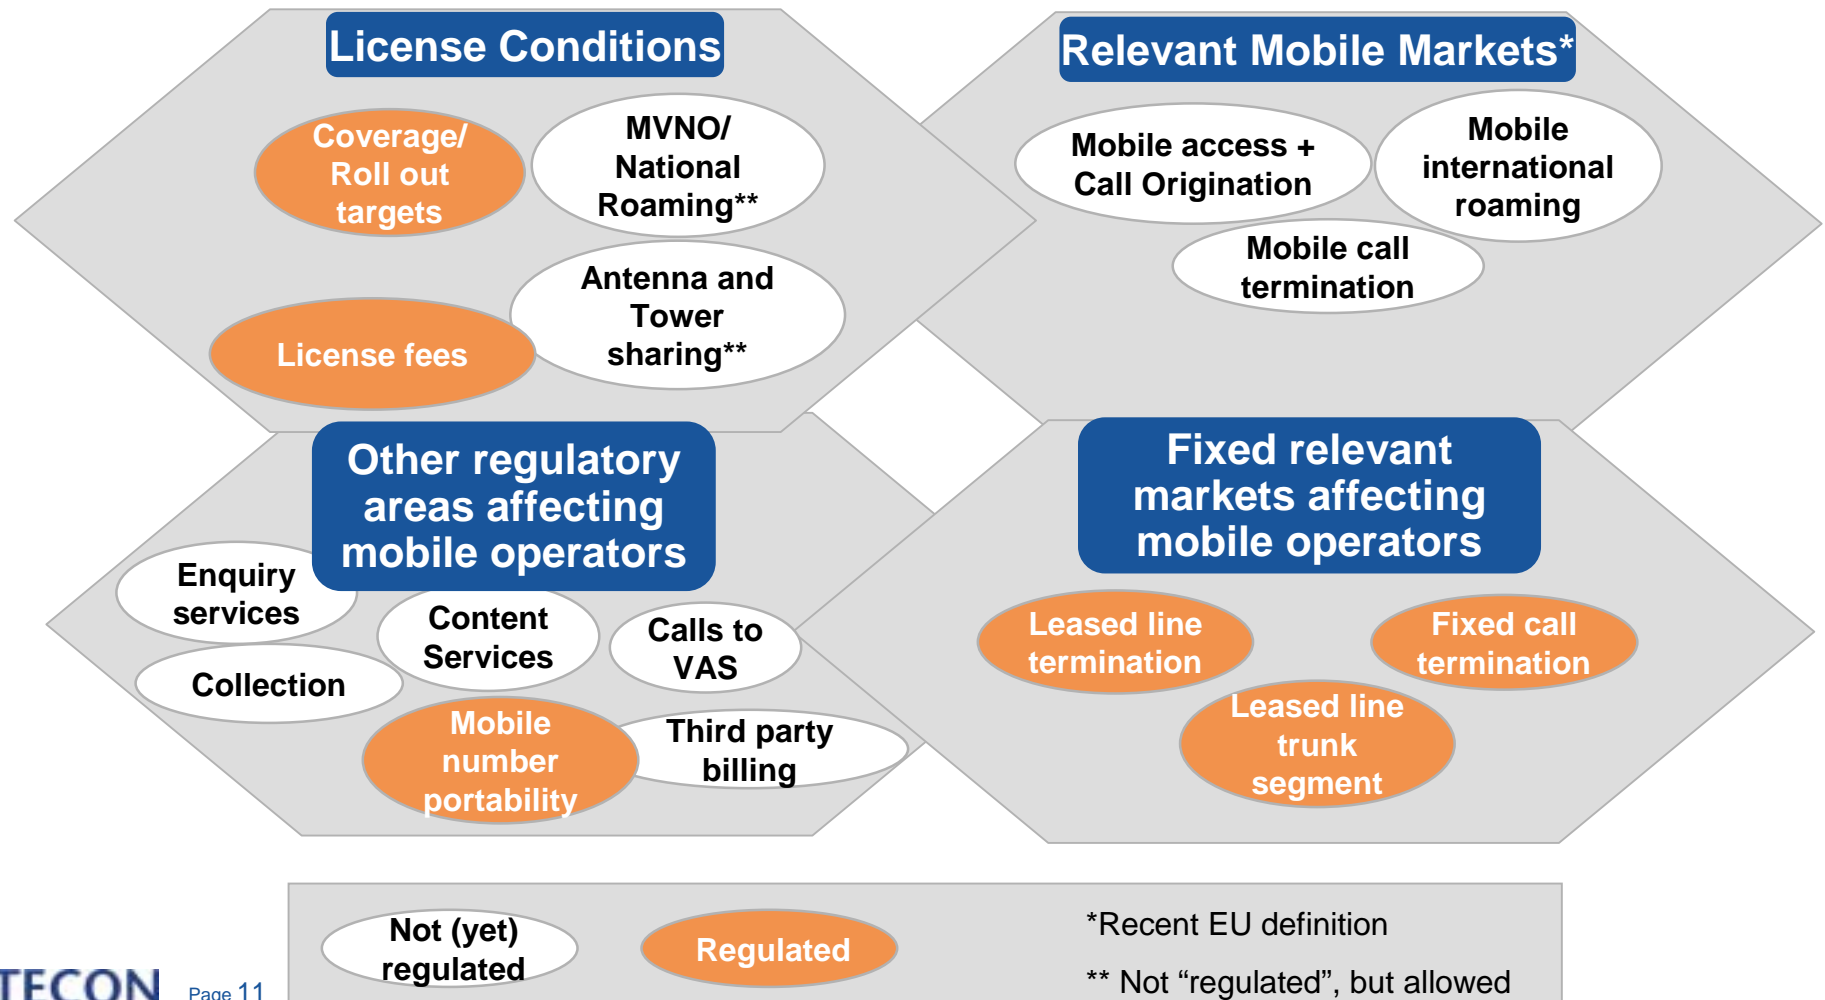 License Conditions
Coverage/
Roll out
targets
MVNO/
National
Roaming**
Antenna and
Tower
sharing**
License fees
Relevant Mobile Markets*
Mobile access +
Call Origination
Mobile
international
roaming
Mobile call
termination
Other regulatory
areas affecting
mobile operators
Enquiry
services
Content
Services
Calls to
VAS
Collection
Mobile
number
portability
Third party
billing
Fixed relevant
markets affecting
mobile operators
Leased line
termination
Fixed call
termination
Leased line
trunk
segment
Not (yet)
regulated
Regulated
*Recent EU definition
** Not “regulated”, but allowed
TECON
Page 11